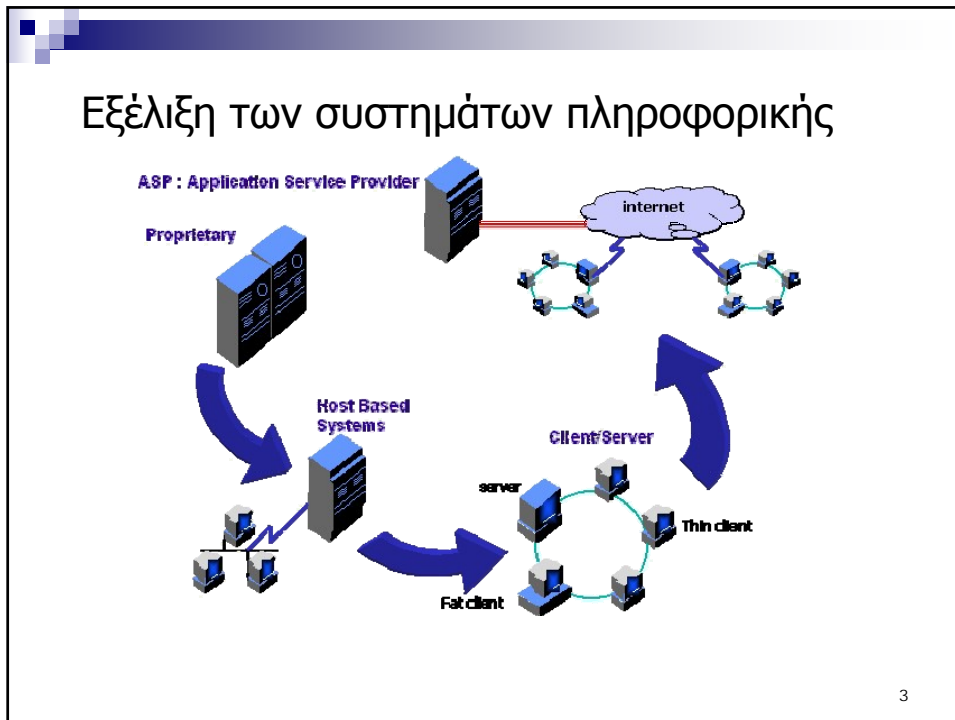 Εξέλιξη των συστημάτων πληροφορικής
ASP : Application Service Provider
internet
Proprietary
Host Based
Systems
Client/Server
server
Thin client
Fat client
3